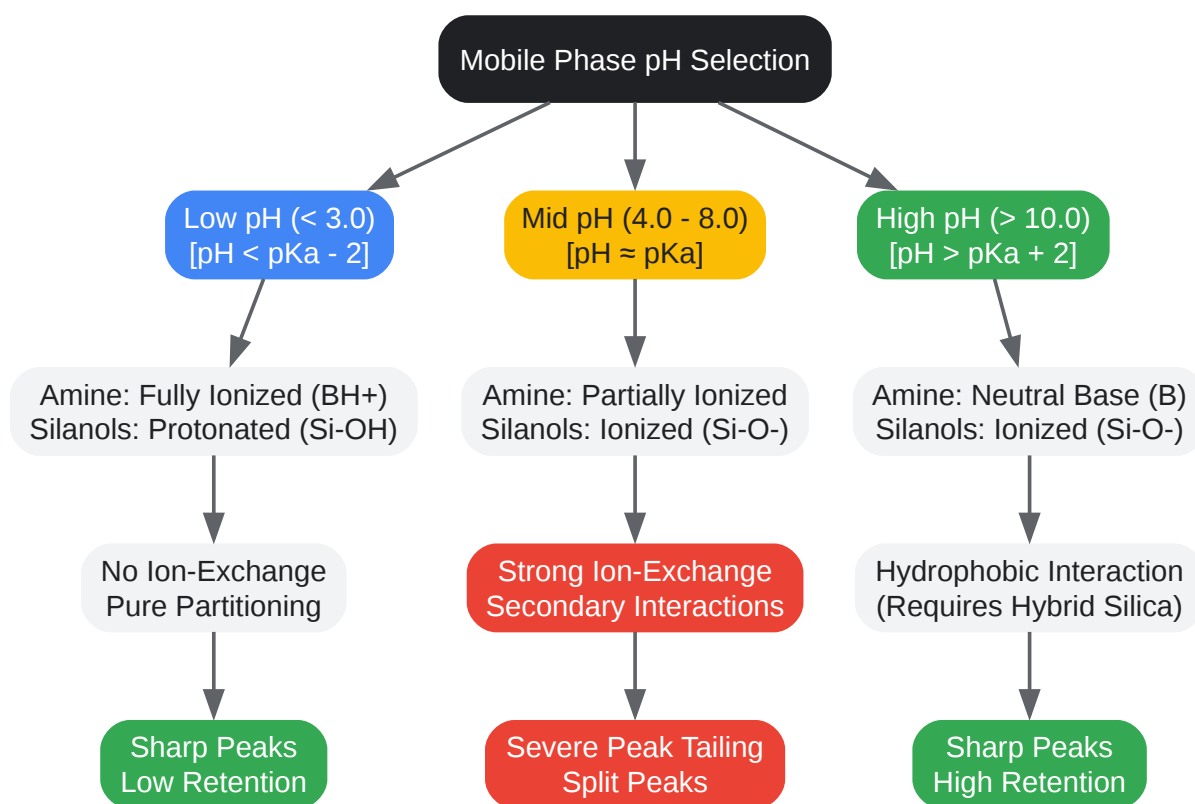 Mobile Phase pH Selection
Low pH (< 3.0)
[pH < pKa - 2]
Mid pH (4.0 - 8.0)
[pH ≈ pKa]
High pH (> 10.0)
[pH > pKa + 2]
Amine: Fully Ionized (BH+)
Silanols: Protonated (Si-OH)
Amine: Partially Ionized
Silanols: Ionized (Si-O-)
Amine: Neutral Base (B)
Silanols: Ionized (Si-O-)
No Ion-Exchange
Pure Partitioning
Strong Ion-Exchange
Secondary Interactions
Hydrophobic Interaction
(Requires Hybrid Silica)
Sharp Peaks
Low Retention
Severe Peak Tailing
Split Peaks
Sharp Peaks
High Retention